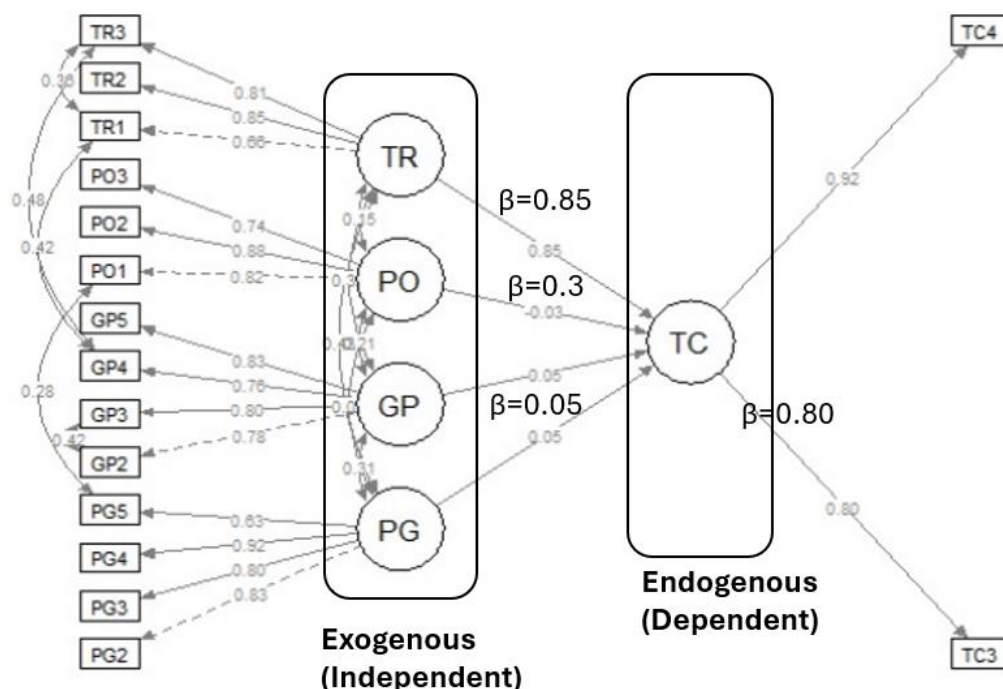 TR3
TC4
0.36
TR2
0.81
TR1
0.85
0.66
TR
PO3
0.92
0.48
PO2
0.74
0.15
β=0.85
0.42
0.88
0.85
PO1
0.82
PO
β=0.3
-0.03
GP5
TC
GP4
0.83
0.21
0.76
0.05
0.28
GP3
0.80
GP
β=0.05
β=0.80
0.42
0.78
GP2
0.05
0.31
PG5
0.63
0.80
PG
PG4
0.92
0.80
Endogenous
(Dependent)
PG3
0.83
Exogenous
(Independent)
PG2
TC3